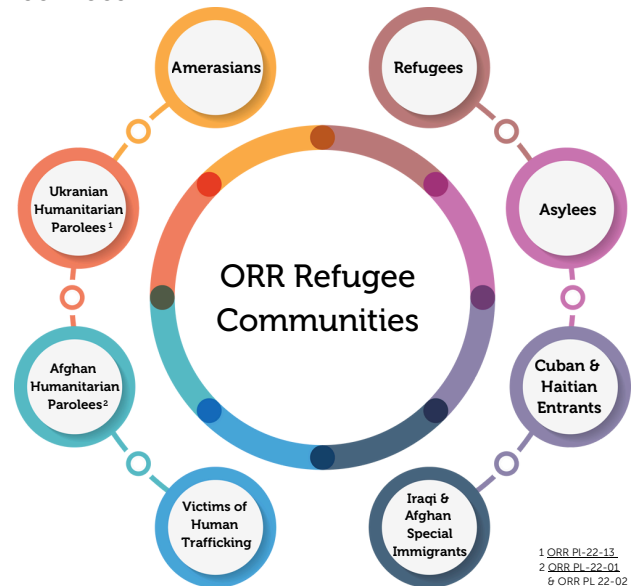 Amerasians
Refugees
Ukranian
Humanitarian
Parolees 1
Asylees
ORR Refugee
Communities
Afghan
Humanitarian
Parolees2
Cuban &
Haitian
Entrants
Victims of
Human
Trafficking
Iraqi &
Afghan
Special
Immigrants
1 ORR PI-22-13
2 ORR PL-22-01
& ORR PL 22-02